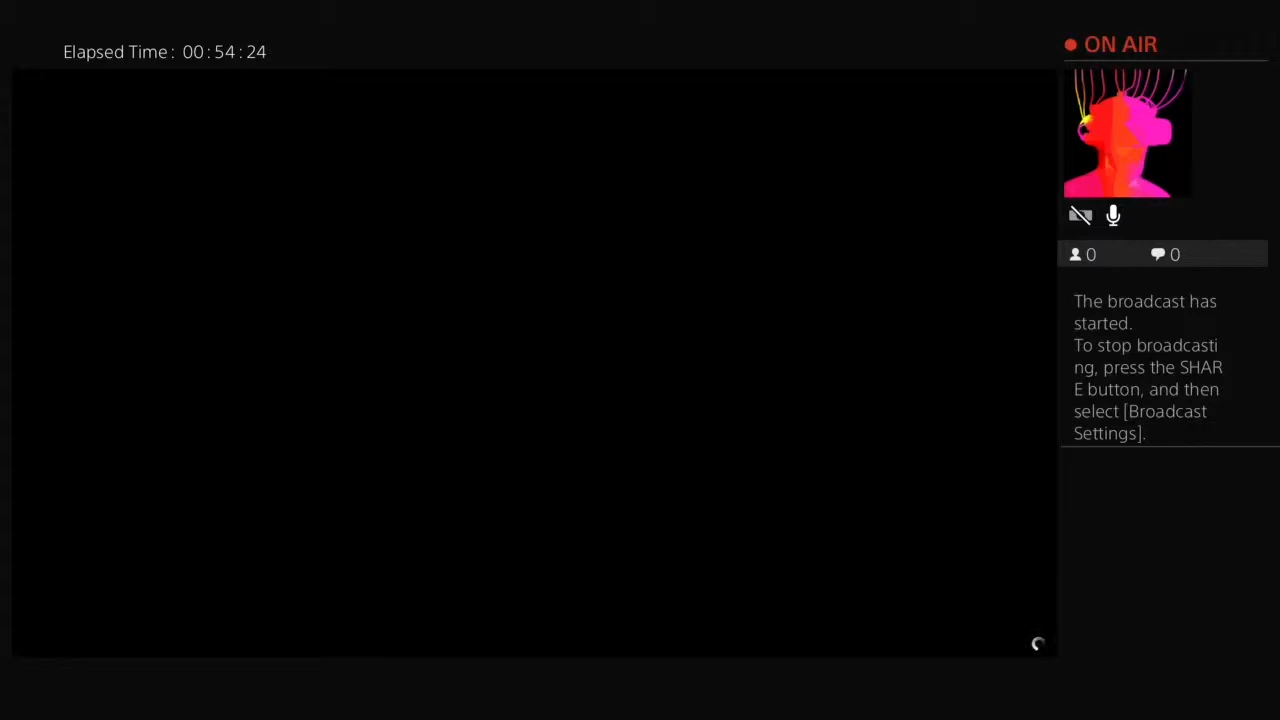 Elapsed Time: 00:54:24
ON AIR
0 0
The broadcast has
started.
To stop broadcasti
ng, press the SHAR
E button, and then
select [Broadcast
Settings].